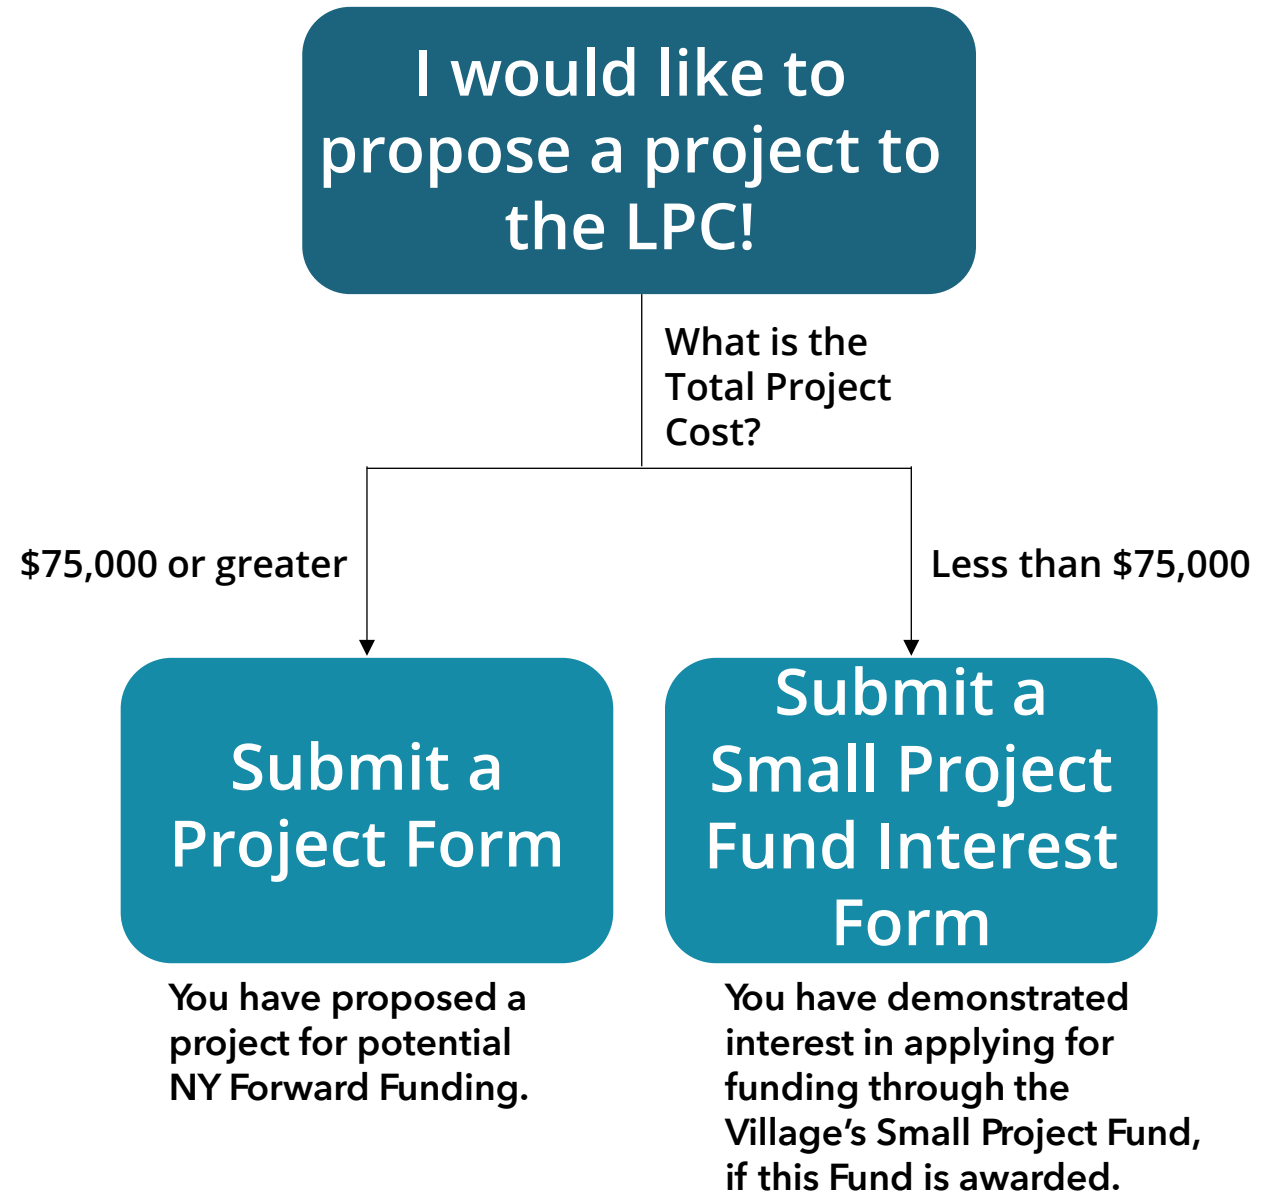 I would like to
propose a project to
the LPC!
What is the
Total Project
Cost?
$75,000 or greater
Less than $75,000
Submit a
Project Form
Submit a
Small Project
Fund Interest
Form
You have proposed a
project for potential
NY Forward Funding.
You have demonstrated
interest in applying for
funding through the
Village’s Small Project Fund,
if this Fund is awarded.